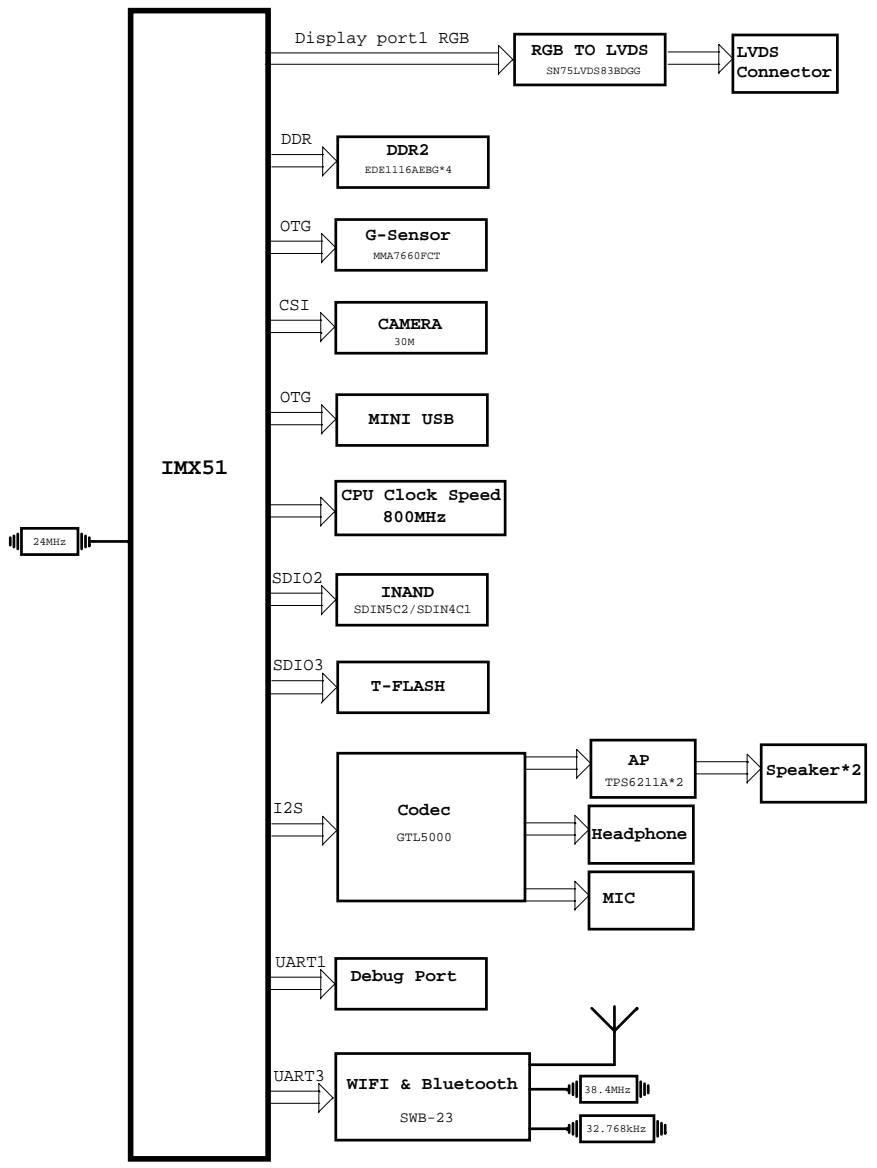 Display port1 RGB
RGB TO LVDS
SN75LVDS83BDGG
LVDS
Connector
DDR
DDR2
EDE1116AEBG*4
OTG
G-Sensor
MMA7660FCT
CSI
CAMERA
30M
OTG
MINI USB
IMX51
CPU Clock Speed
800MHz
24MHz
SDIO2
INAND
SDIN5C2/SDIN4C1
SDIO3
T-FLASH
AP
TPS6211A*2
Speaker*2
I2S
Codec
GTL5000
Headphone
MIC
UART1
Debug Port
UART3
WIFI & Bluetooth
SWB-23
38.4MHz
32.768kHz